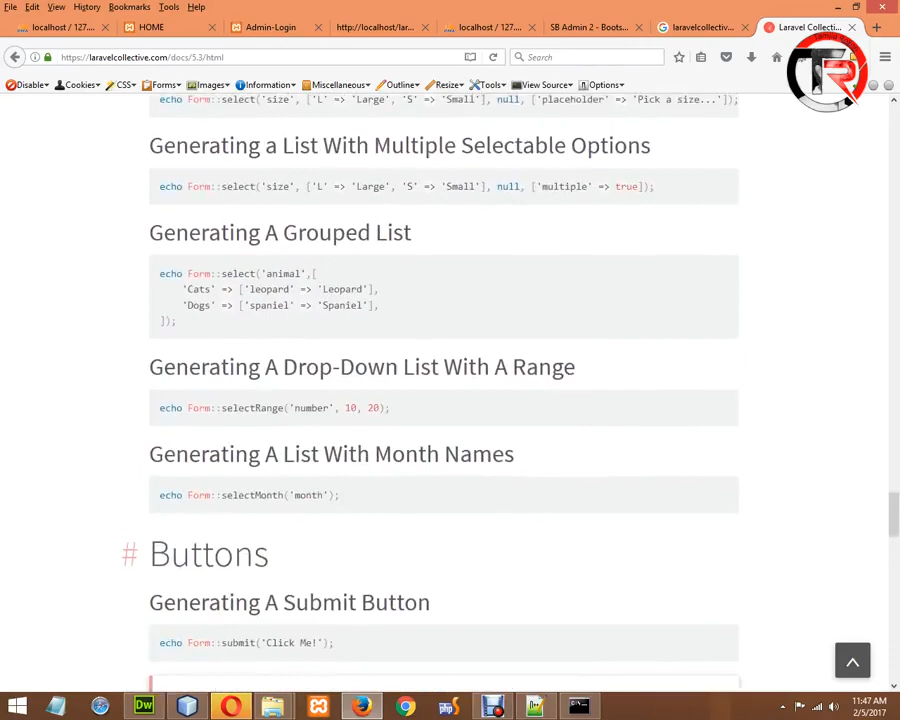 File Edit View History Bookmarks Tools Help
localhost / 127.... HOME Admin-Login http://localhost/lar... localhost / 127.... SB Admin 2 - Boots... laravelcollective - ... Laravel Collecti...
https://laravelcollective.com/docs/5.3/html Search
Disable Cookies CSS Forms Images Information Miscellaneous Outline Resize Tools View Source Options
echo Form::select('size', ['L' => 'Large', 'S' => 'Small'], null, ['placeholder' => 'Pick a size...']);
Generating a List With Multiple Selectable Options
echo Form::select('size', ['L' => 'Large', 'S' => 'Small'], null, ['multiple' => true]);
Generating A Grouped List
echo Form::select('animal',[
'Cats' => ['leopard' => 'Leopard'],
'Dogs' => ['spaniel' => 'Spaniel'],
]);
Generating A Drop-Down List With A Range
echo Form::selectRange('number', 10, 20);
Generating A List With Month Names
echo Form::selectMonth('month');
# Buttons
Generating A Submit Button
echo Form::submit('Click Me!');
Dw php
11:47 AM
2/5/2017